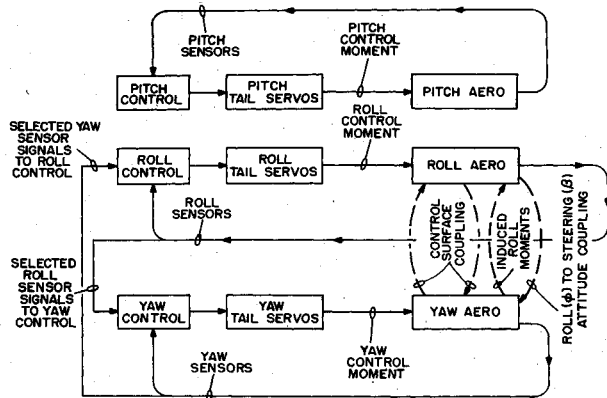 PITCH
SENSORS
PITCH
CONTROL
MOMENT
PITCH
CONTROL
PITCH
TAIL SERVOS
PITCH AERO
SELECTED YAW
SENSOR
SIGNALS
TO ROLL
CONTROL
ROLL
CONTROL
MOMENT
ROLL
CONTROL
ROLL
TAIL SERVOS
ROLL AERO
ROLL
SENSORS
CONTROL
SURFACE
COUPLING
INDUCED
ROLL
MOMENTS
ROLL (ϕ) TO STEERING (β)
ATTITUDE COUPLING
SELECTED
ROLL
SENSOR
SIGNALS
TO YAW
CONTROL
YAW
CONTROL
YAW
TAIL SERVOS
YAW AERO
YAW
SENSORS
YAW
CONTROL
MOMENT